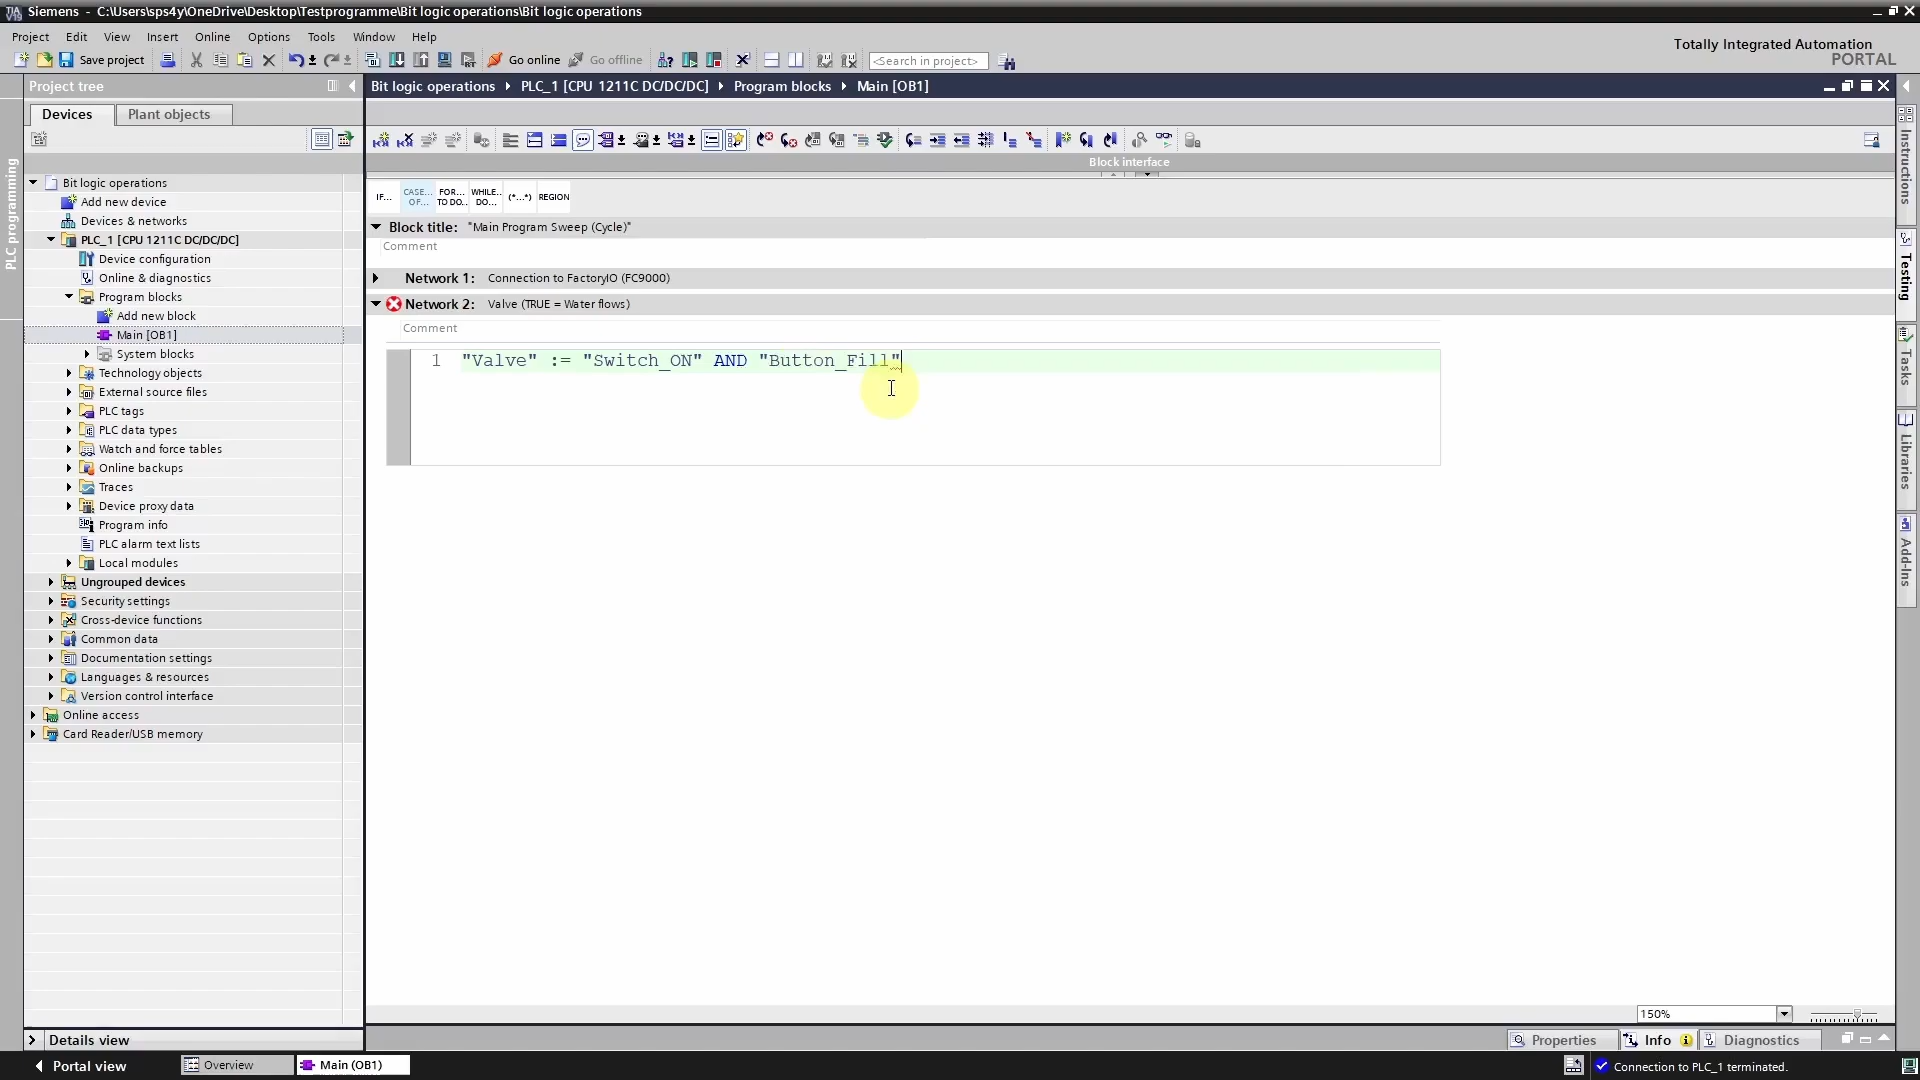 Siemens - C:\Users\sps4y\OneDrive\Desktop\Testprogramme\Bit logic operations\Bit logic operations
Project Edit View Insert Online Options Tools Window Help
Totally Integrated Automation
PORTAL
Save project
Go online
Go offline
<Search in project>
Project tree
Bit logic operations PLC_1 [CPU 1211C DC/DC/DC] Program blocks Main [OB1]
Devices
Plant objects
PLC programming
Bit logic operations
Add new device
Devices & networks
PLC_1 [CPU 1211C DC/DC/DC]
Device configuration
Online & diagnostics
Program blocks
Add new block
Main [OB1]
System blocks
Technology objects
External source files
PLC tags
PLC data types
Watch and force tables
Online backups
Traces
Device proxy data
Program info
PLC alarm text lists
Local modules
Ungrouped devices
Security settings
Cross-device functions
Common data
Documentation settings
Languages & resources
Version control interface
Online access
Card Reader/USB memory
Details view
Block interface
IF...
CASE...
OF...
FOR...
TO DO..
WHILE..
DO...
(*...*)
REGION
Block title: "Main Program Sweep (Cycle)"
Comment
Network 1: Connection to FactoryIO (FC9000)
Network 2: Valve (TRUE = Water flows)
Comment
1 "Valve" := "Switch_ON" AND "Button_Fill"
Instructions
Testing
Tasks
Libraries
Add-Ins
150%
Properties
Info
Diagnostics
Portal view
Overview
Main (OB1)
Connection to PLC_1 terminated.